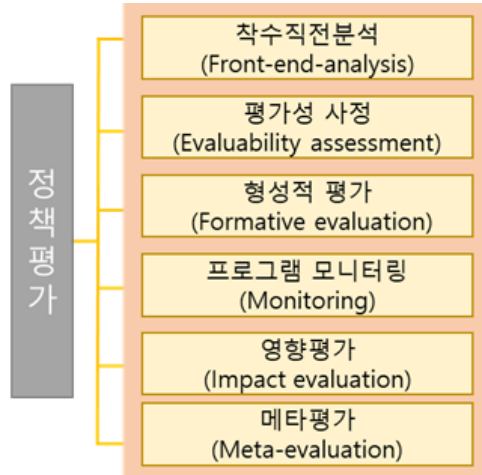 정책평가
착수직전분석
(Front-end-analysis)
평가성 사정
(Evaluability assessment)
형성적 평가
(Formative evaluation)
프로그램 모니터링
(Monitoring)
영향평가
(Impact evaluation)
메타평가
(Meta-evaluation)